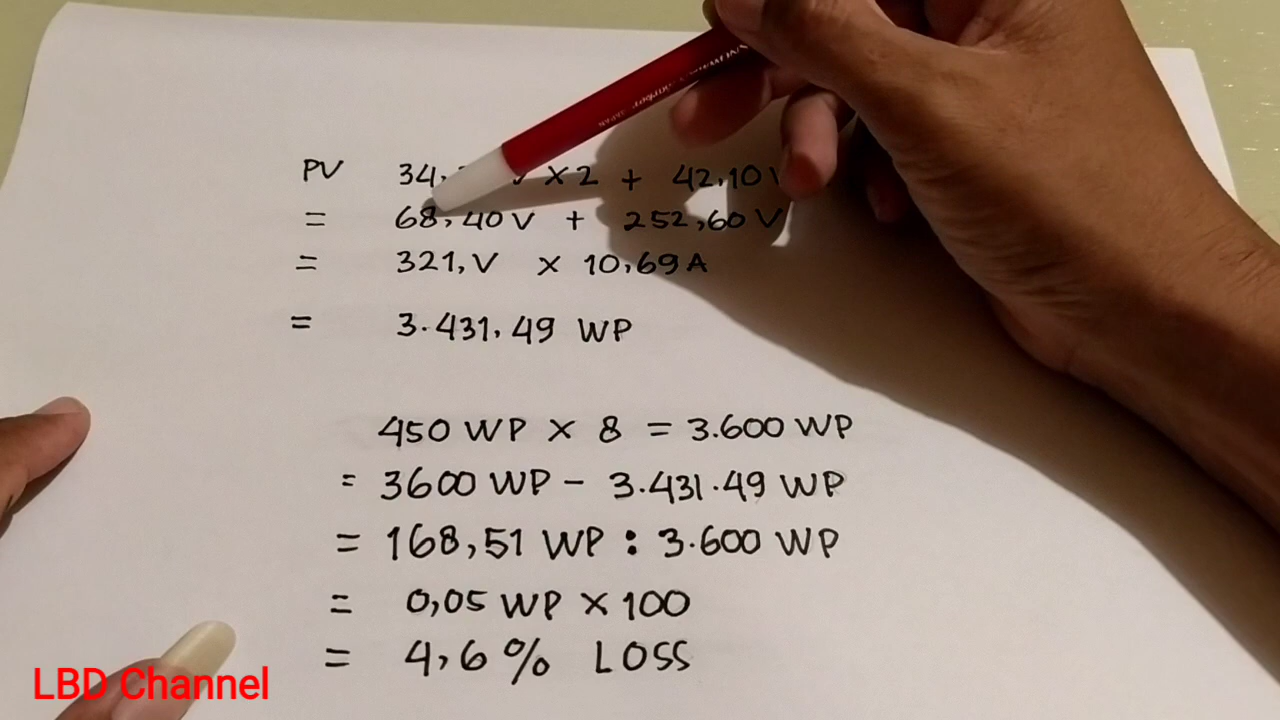 PV 34, V × 2 + 42,10 V
= 68,40 V + 252,60 V
= 321, V × 10,69 A
= 3.431,49 WP
450 WP × 8 = 3.600 WP
= 3600 WP - 3.431.49 WP
= 168,51 WP : 3.600 WP
= 0,05 WP × 100
= 4,6 % LOSS
LBD Channel